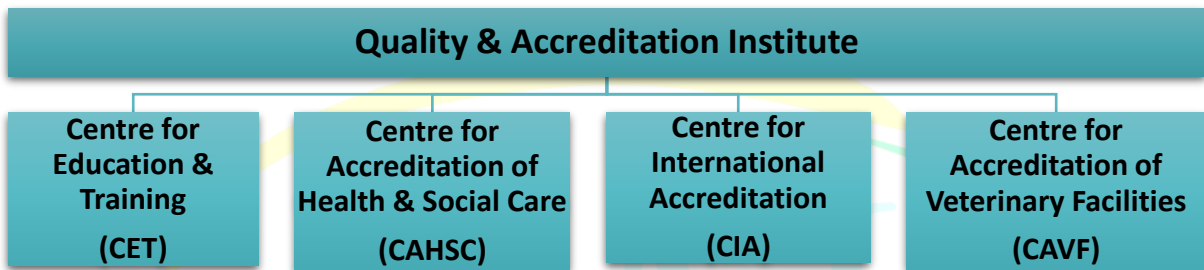 Quality & Accreditation Institute
Centre for
Education &
Training
(CET)
Centre for
Accreditation of
Health & Social Care
(CAHSC)
Centre for
International
Accreditation
(CIA)
Centre for
Accreditation of
Veterinary Facilities
(CAVF)